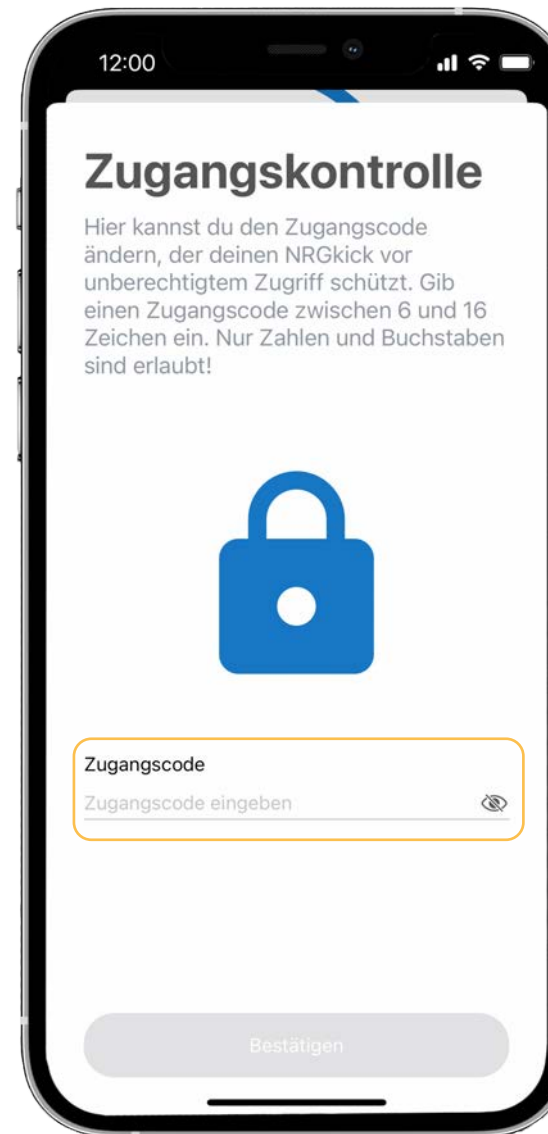 12:00
Zugangskontrolle
Hier kannst du den Zugangscode
ändern, der deinen NRGkick vor
unberechtigtem Zugriff schützt. Gib
einen Zugangscode zwischen 6 und 16
Zeichen ein. Nur Zahlen und Buchstaben
sind erlaubt!
Zugangscode
Zugangscode eingeben
Bestätigen